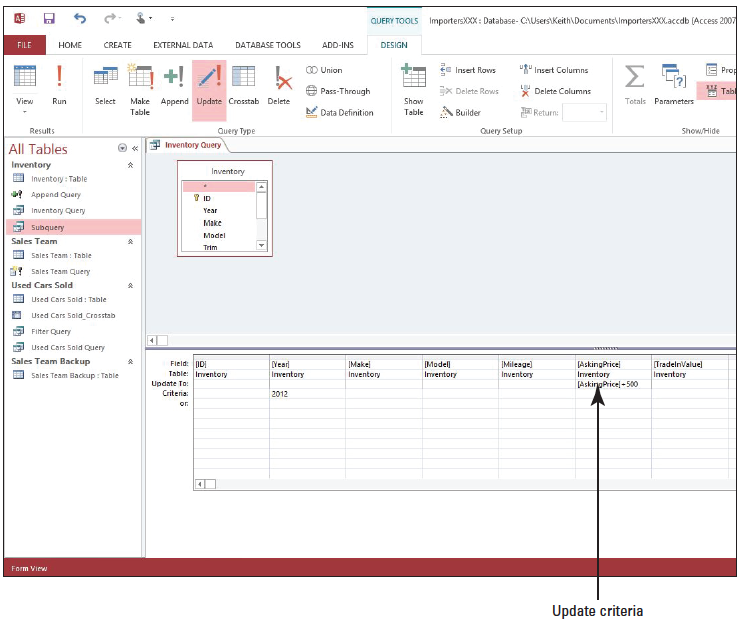 QUERY TOOLS ImportersXXX : Database- C:\Users\Keith\Documents\ImportersXXX.accdb (Access 2007
FILE HOME CREATE EXTERNAL DATA DATABASE TOOLS ADD-INS DESIGN
View Run Select Make Table Append Update Crosstab Delete
Union
Pass-Through
Data Definition
Show Table
Insert Rows
Delete Rows
Builder
Insert Columns
Delete Columns
Return:
Totals Parameters
Results Query Type Query Setup Show/Hide
All Tables
Inventory
Inventory : Table
Append Query
Inventory Query
Subquery
Sales Team
Sales Team : Table
Sales Team Query
Used Cars Sold
Used Cars Sold : Table
Used Cars Sold_Crosstab
Filter Query
Used Cars Sold Query
Sales Team Backup
Sales Team Backup : Table
Inventory Query
Inventory
*
ID
Year
Make
Model
Trim
Field: [ID] [Year] [Make] [Model] [Mileage] [AskingPrice] [TradeInValue]
Table: Inventory Inventory Inventory Inventory Inventory Inventory Inventory
Update To: [AskingPrice]+500
Criteria: 2012
or:
Form View
Update criteria